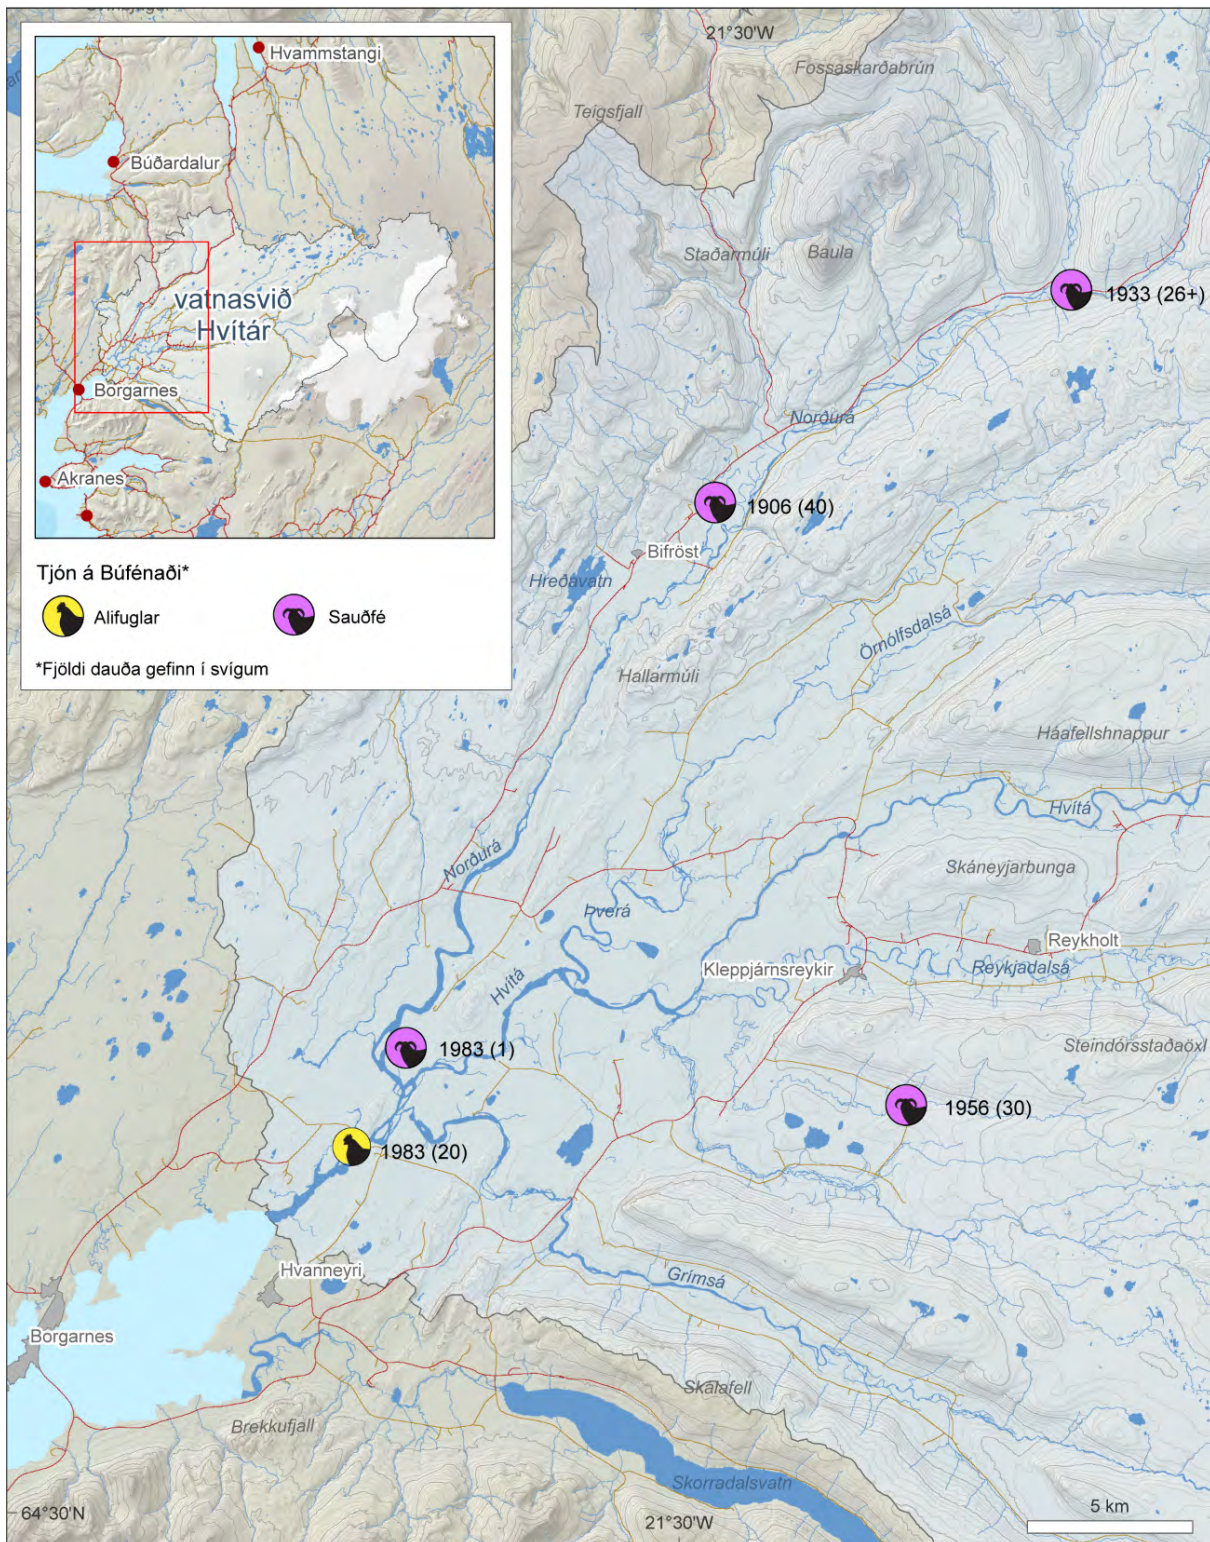 Hvammstangi
Búðardalur
vatnasvið
Hvítár
Borgarnes
Akranes
Tjón á Búfénaði*
Alifuglar
Sauðfé
*Fjöldi dauða gefinn í svigum
21°30'W
Fossaskarðabrún
Teigsfjall
Staðarmúli
Baula
1933 (26+)
Norðurá
1906 (40)
Bifröst
Hreðavatn
Örnólfsdalsá
Hallarmúli
Háafellshnappur
Hvítá
Norðurá
Skáneyjarbunga
Þverá
Reykholt
Kleppjárnsreykir
Reykjadalsá
Hvítá
1983 (1)
Steindórsstaðaöxl
1956 (30)
1983 (20)
Hvanneyri
Grímsá
Borgarnes
Skálafell
Brekkufjall
Skorradalsvatn
64°30'N
21°30'W
5 km